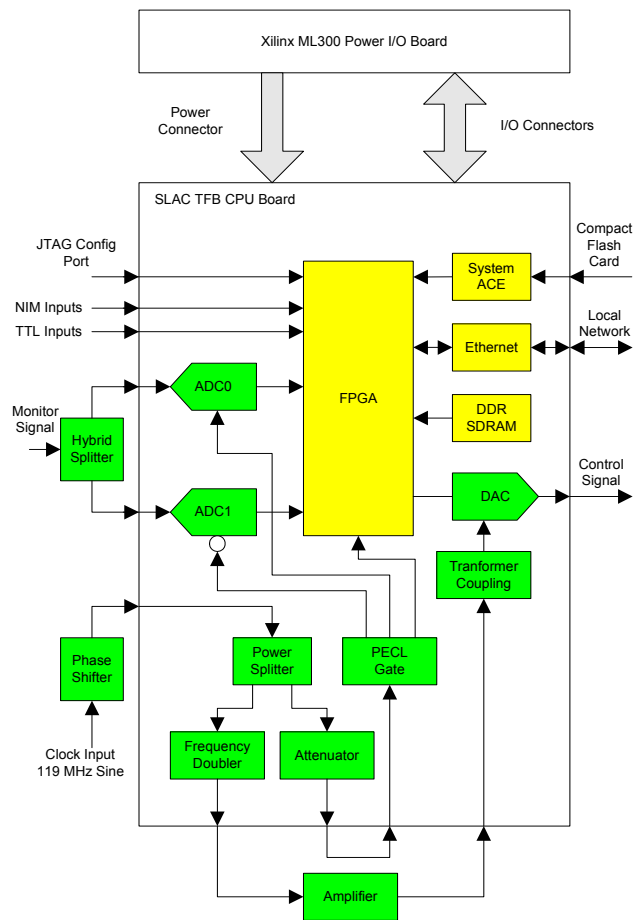 Xilinx ML300 Power I/O Board
Power
Connector
I/O Connectors
SLAC TFB CPU Board
JTAG Config
Port
NIM Inputs
TTL Inputs
Monitor
Signal
Hybrid
Splitter
ADC0
ADC1
FPGA
System
ACE
Ethernet
DDR
SDRAM
DAC
Tranformer
Coupling
Compact
Flash
Card
Local
Network
Control
Signal
Phase
Shifter
Clock Input
119 MHz Sine
Power
Splitter
PECL
Gate
Frequency
Doubler
Attenuator
Amplifier